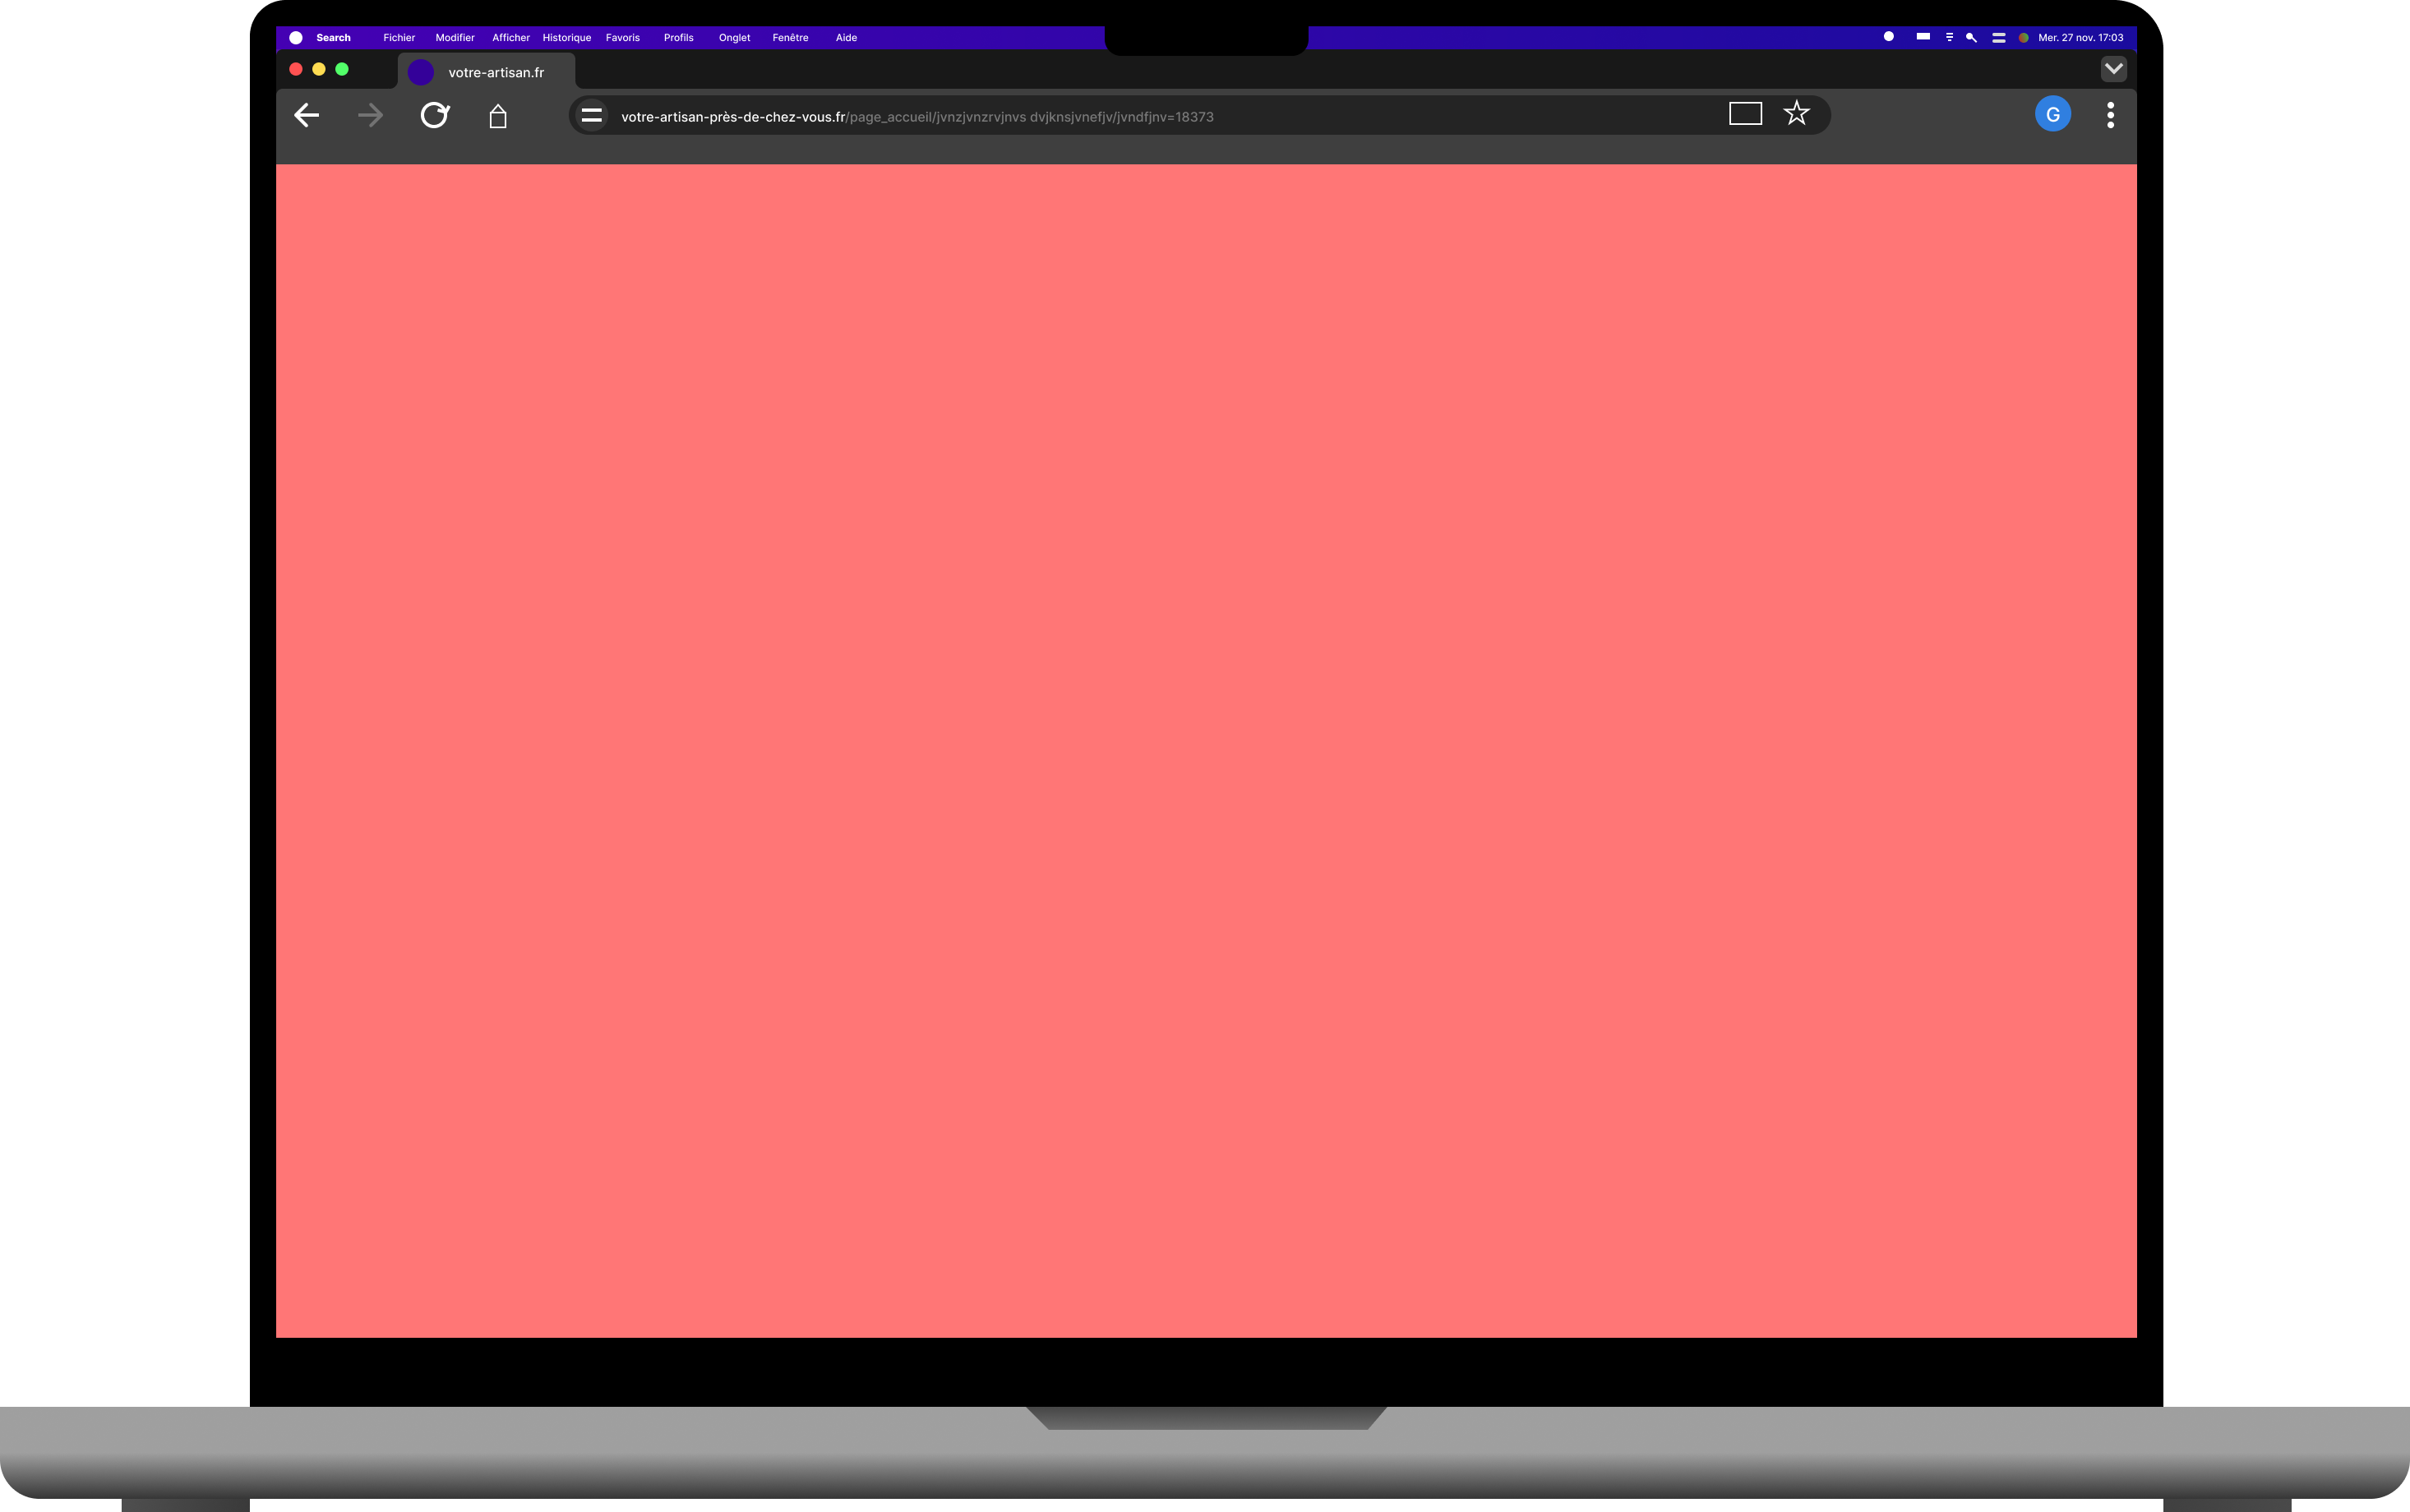 Search Fichier Modifier Afficher Historique Favoris Profils Onglet Fenêtre Aide Mer. 27 nov. 17:03
votre-artisan.fr
votre-artisan-près-de-chez-vous.fr/page_accueil/jvnzjvnzrvjnvs dvjknsjvnefjv/jvndfjnv=18373 G